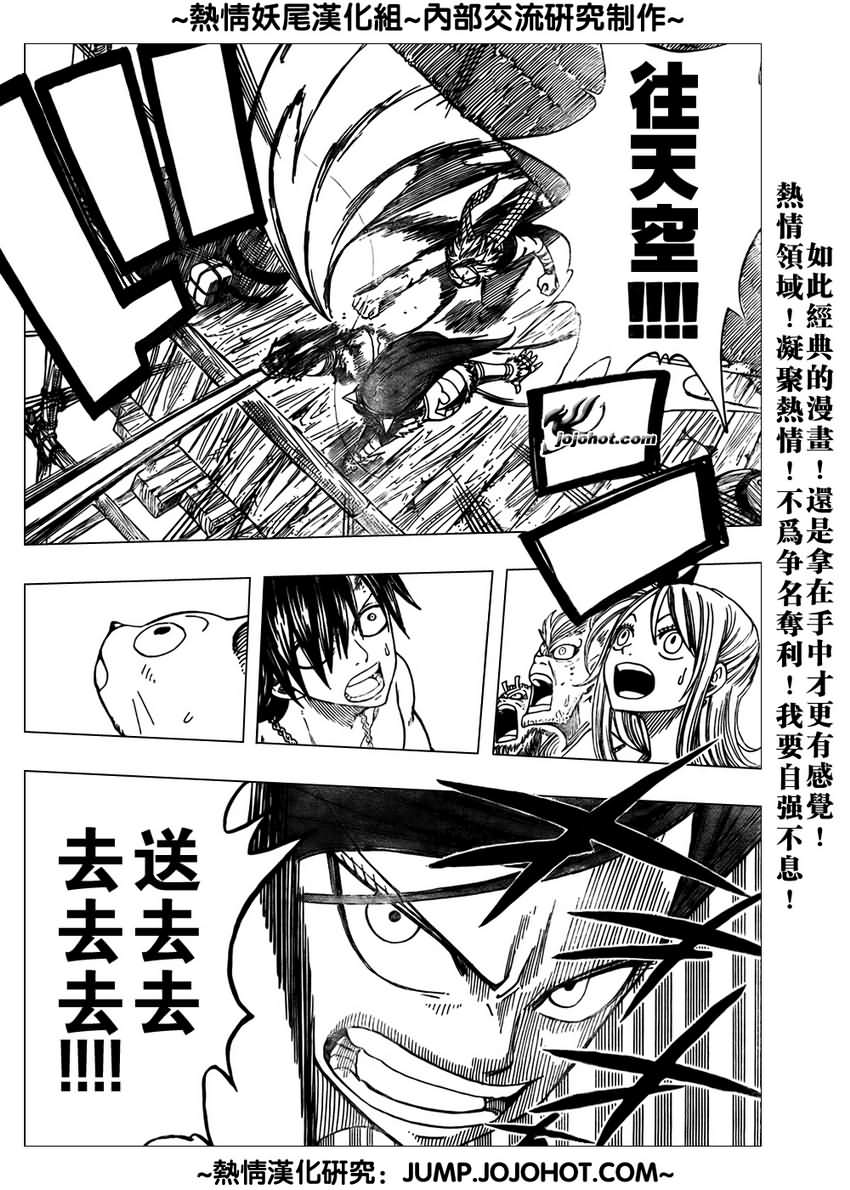 ~熱情妖尾漢化組~內部交流研究制作~
往天空!!!!
jojohot.com
如此經典的漫畫！還是拿在手中才更有感覺！
熱情領域！凝聚熱情！不爲争名奪利！我要自强不息！
送去去
去去去!!!!
~熱情漢化研究：JUMP.JOJOHOT.COM~